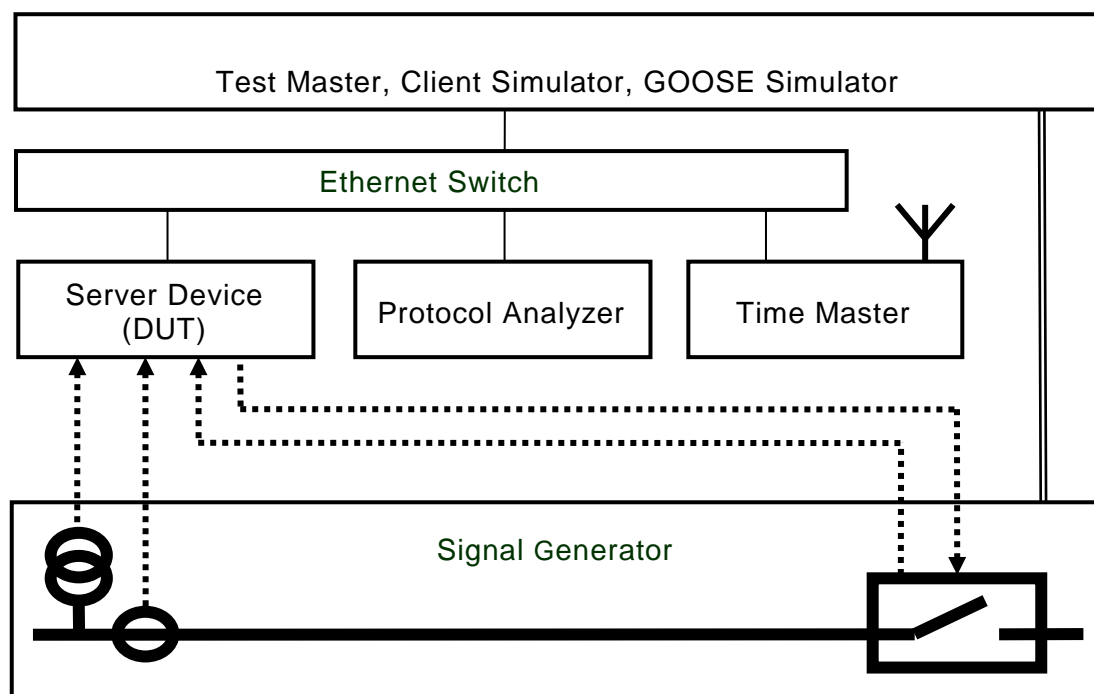 Test Master, Client Simulator, GOOSE Simulator
Ethernet Switch
Server Device
(DUT)
Protocol Analyzer
Time Master
Signal Generator